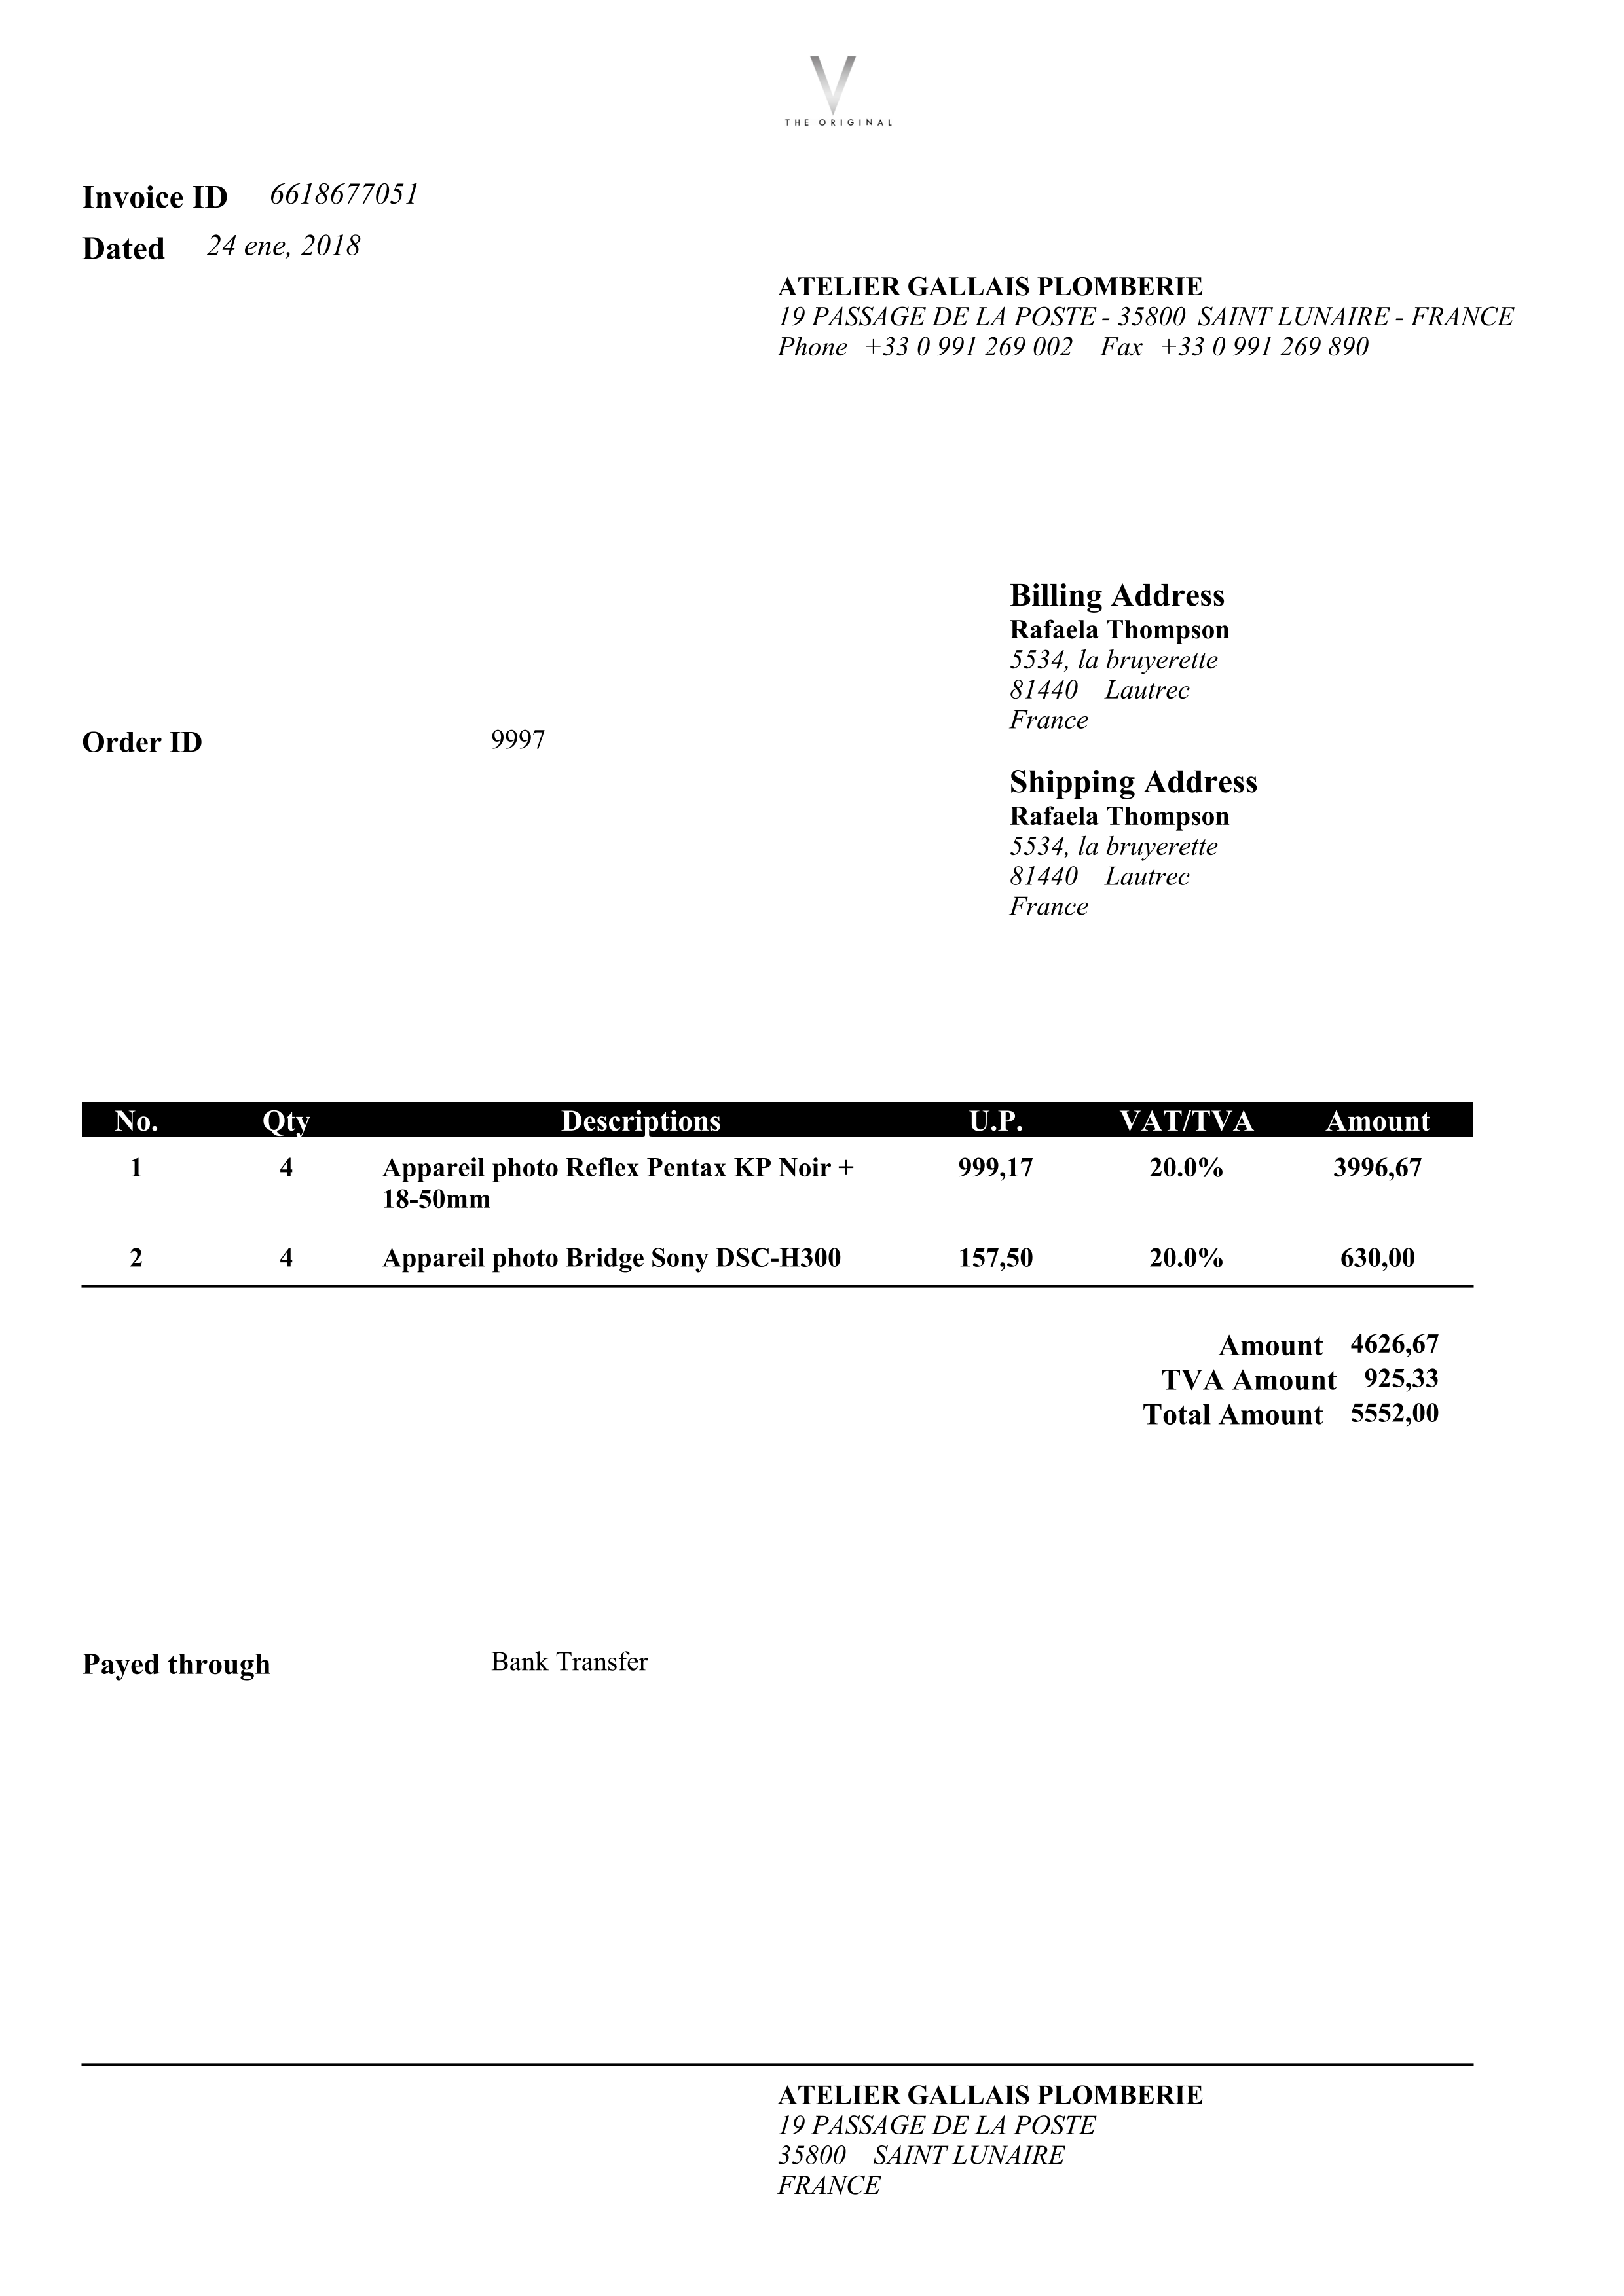 V
THE ORIGINAL
Invoice ID 6618677051
Dated 24 ene, 2018
ATELIER GALLAIS PLOMBERIE
19 PASSAGE DE LA POSTE - 35800 SAINT LUNAIRE - FRANCE
Phone +33 0 991 269 002 Fax +33 0 991 269 890
Billing Address
Rafaela Thompson
5534, la bruyerette
81440 Lautrec
France
Order ID 9997
Shipping Address
Rafaela Thompson
5534, la bruyerette
81440 Lautrec
France
No. Qty Descriptions U.P. VAT/TVA Amount
1 4 Appareil photo Reflex Pentax KP Noir + 999,17 20.0% 3996,67
18-50mm
2 4 Appareil photo Bridge Sony DSC-H300 157,50 20.0% 630,00
Amount 4626,67
TVA Amount 925,33
Total Amount 5552,00
Payed through Bank Transfer
ATELIER GALLAIS PLOMBERIE
19 PASSAGE DE LA POSTE
35800 SAINT LUNAIRE
FRANCE